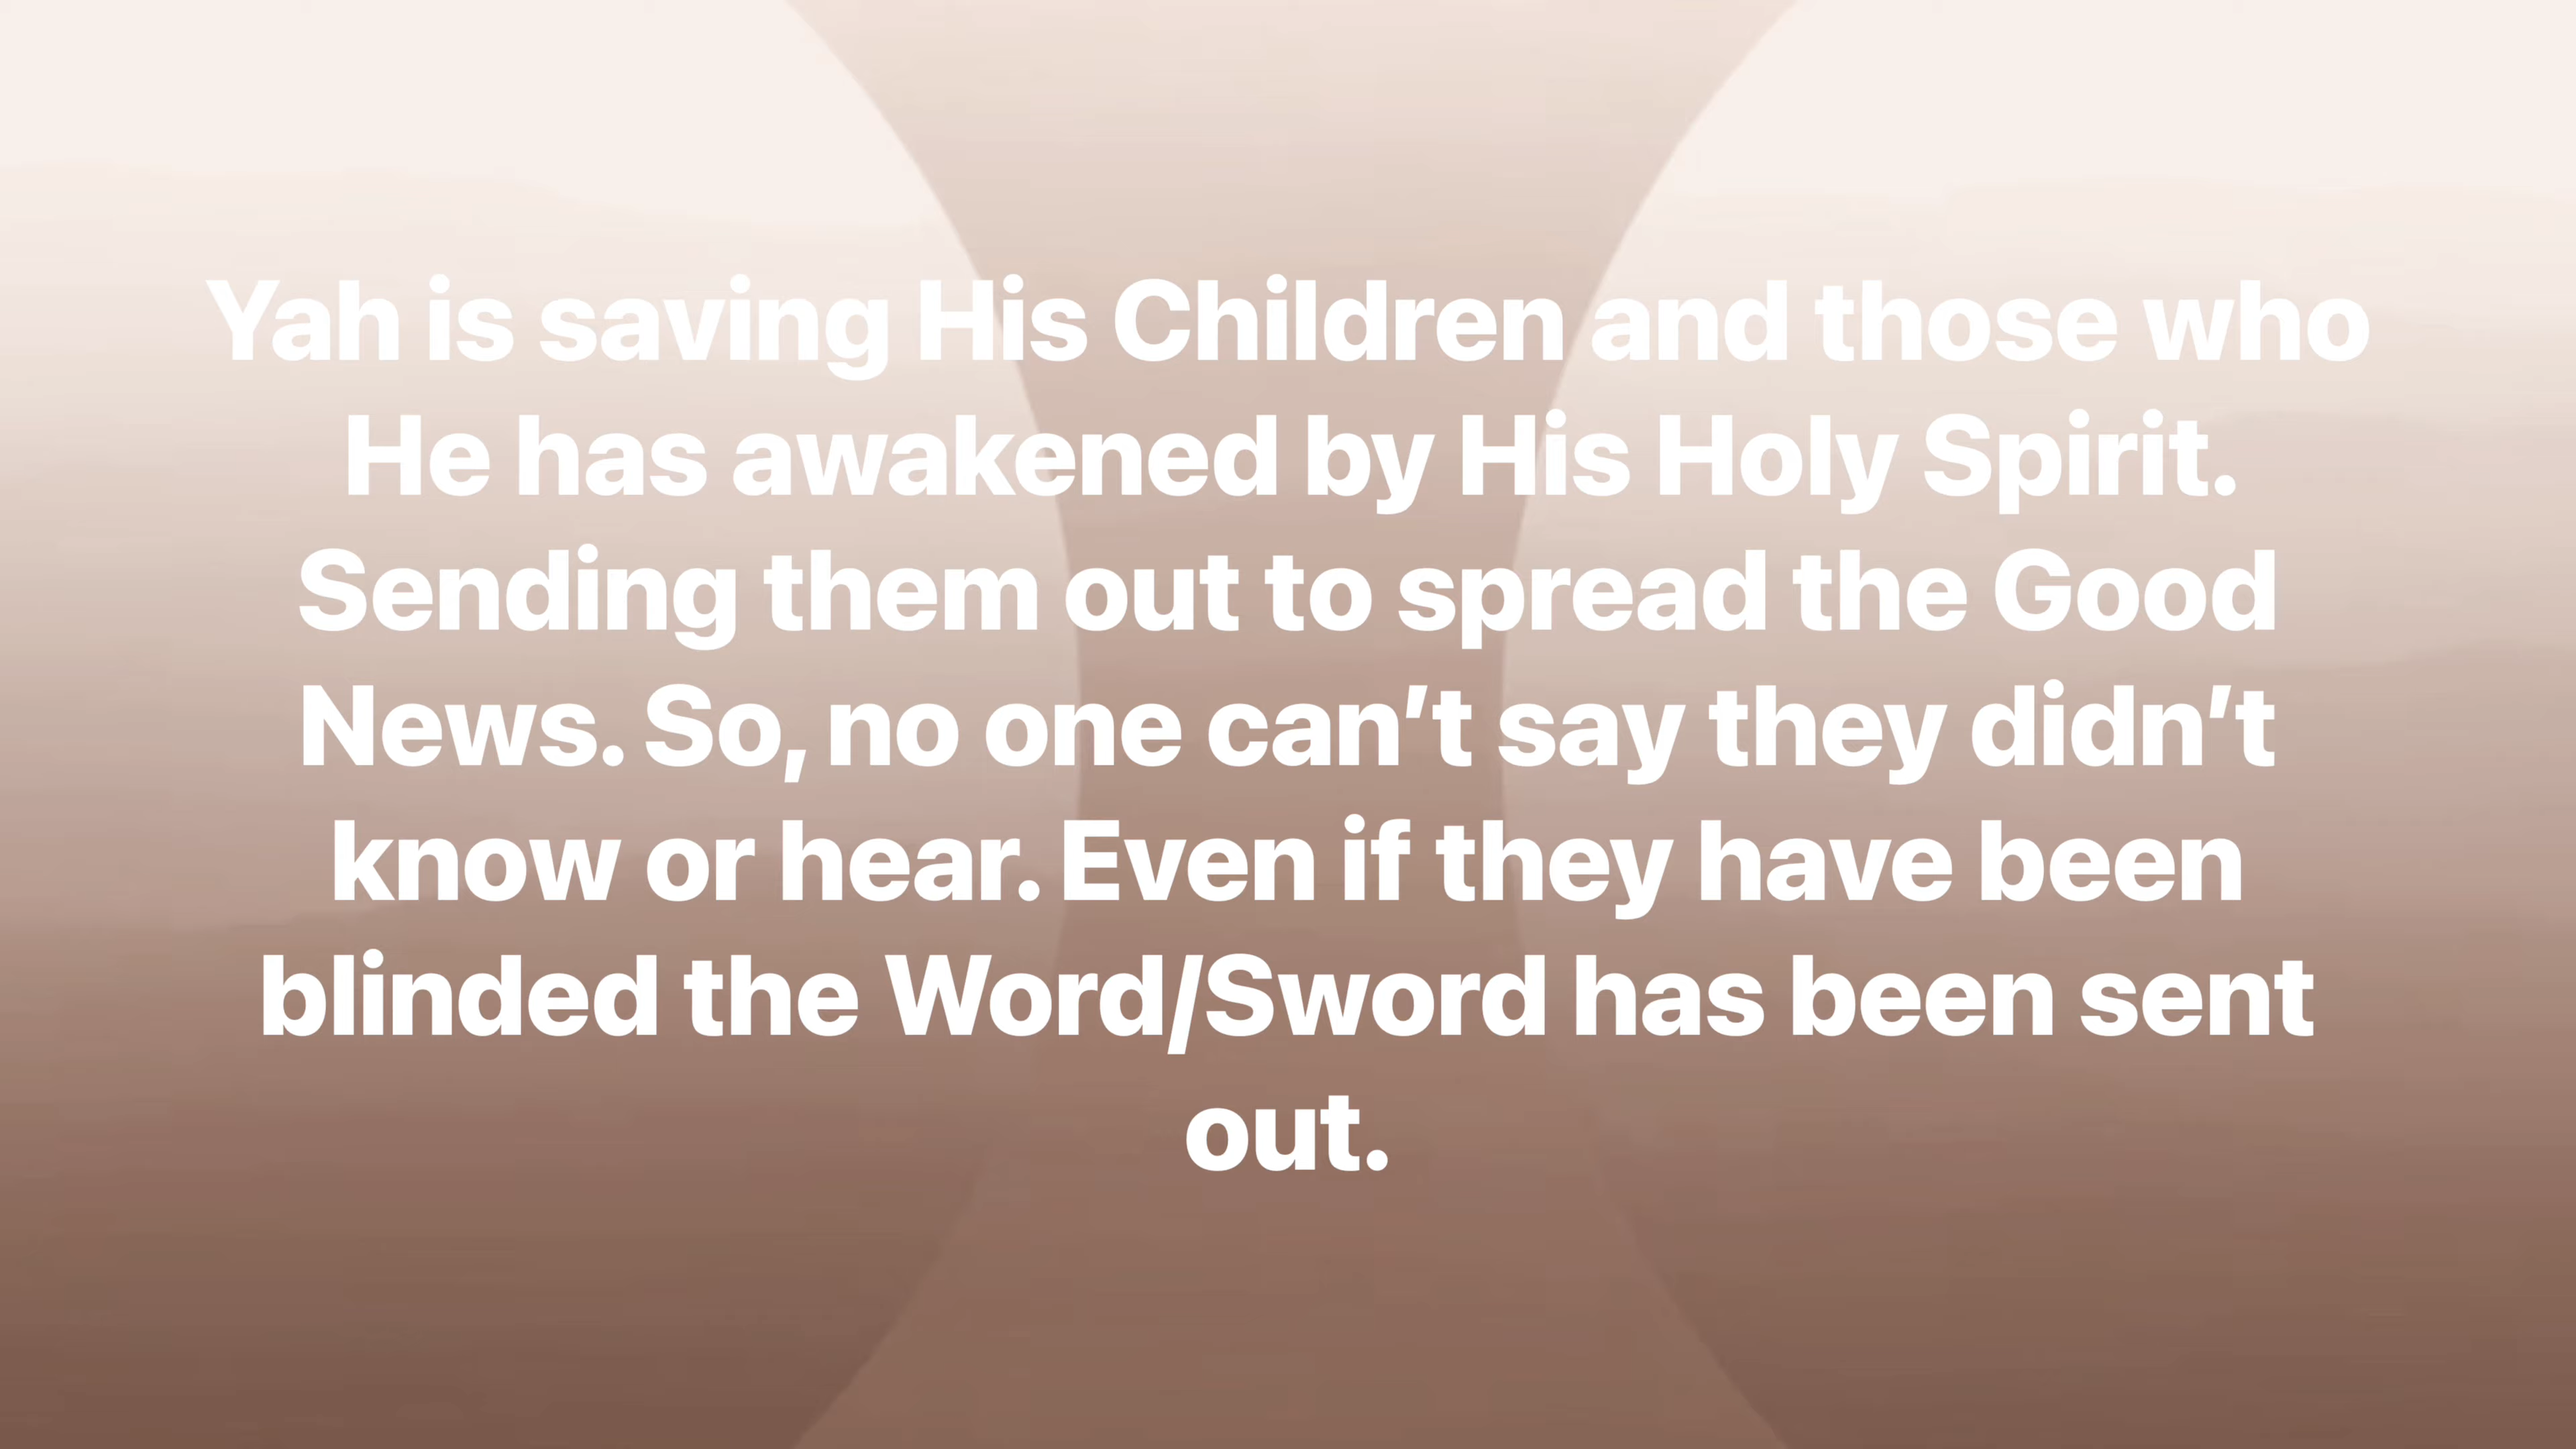 Yah is saving His Children and those who
He has awakened by His Holy Spirit.
Sending them out to spread the Good
News. So, no one can’t say they didn’t
know or hear. Even if they have been
blinded the Word/Sword has been sent
out.